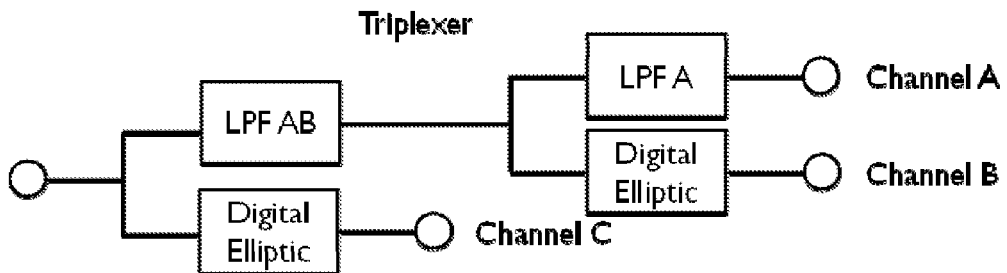 Triplexer
LPF A
Channel A
LPF AB
Digital
Elliptic
Channel B
Digital
Elliptic
Channel C